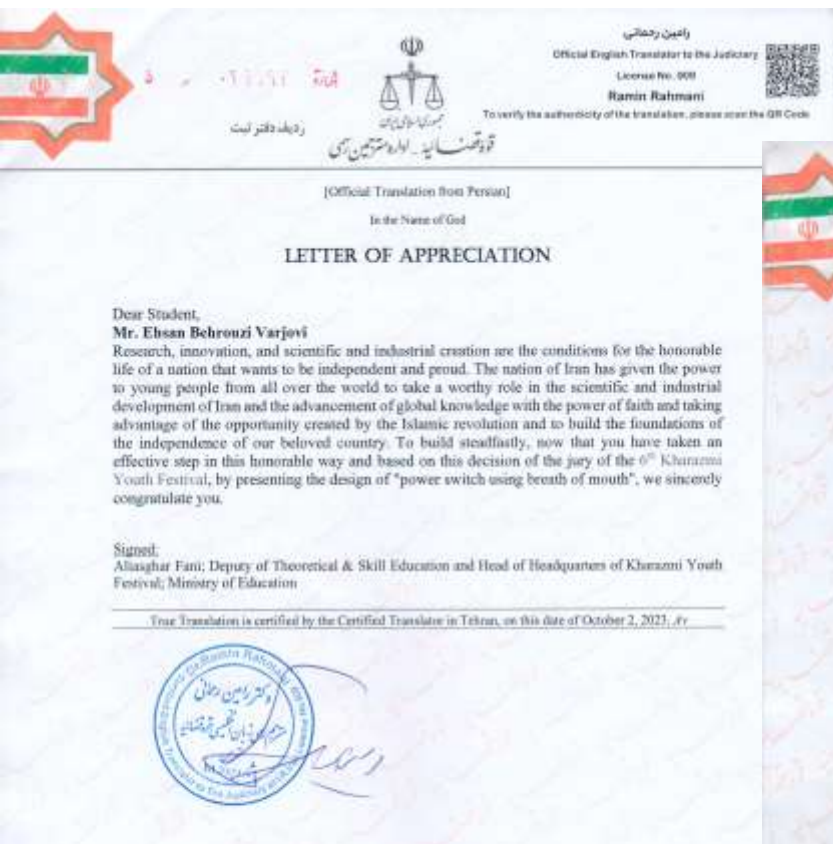 رامین رحمانی
Official English Translator to the Judiciary
License No. 909
Ramin Rahmani
To verify the authenticity of the translation, please scan the QR Code
جمهوری اسلامی ایران
قوه قضائیه - اداره مترجمین رسمی
ردیف دفتر ثبت
[Official Translation from Persian]
In the Name of God
LETTER OF APPRECIATION
Dear Student,
Mr. Ehsan Behrouzi Varjovi
Research, innovation, and scientific and industrial creation are the conditions for the honorable
life of a nation that wants to be independent and proud. The nation of Iran has given the power
to young people from all over the world to take a worthy role in the scientific and industrial
development of Iran and the advancement of global knowledge with the power of faith and taking
advantage of the opportunity created by the Islamic revolution and to build the foundations of
the independence of our beloved country. To build steadfastly, now that you have taken an
effective step in this honorable way and based on this decision of the jury of the 6th Kharazmi
Youth Festival, by presenting the design of "power switch using breath of mouth", we sincerely
congratulate you.
Signed:
Aliasghar Fani; Deputy of Theoretical & Skill Education and Head of Headquarters of Kharazmi Youth
Festival; Ministry of Education
True Translation is certified by the Certified Translator in Tehran, on this date of October 2, 2023.
دکتر رامین رحمانی